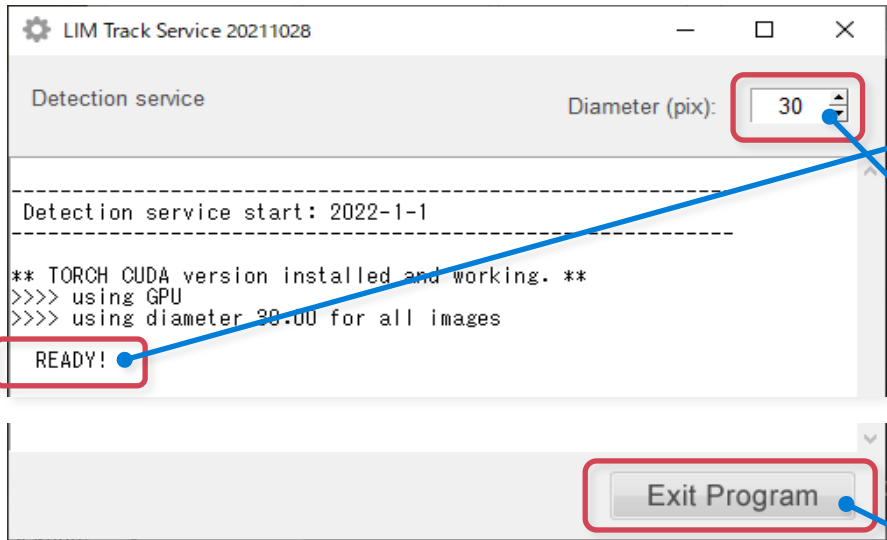 LIM Track Service 20211028
Detection service
Diameter (pix): 30
------------------------------------------------------------
Detection service start: 2022-1-1
------------------------------------------------------------
** TORCH CUDA version installed and working. **
>>>> using GPU
>>>> using diameter 30.00 for all images
READY!
Exit Program